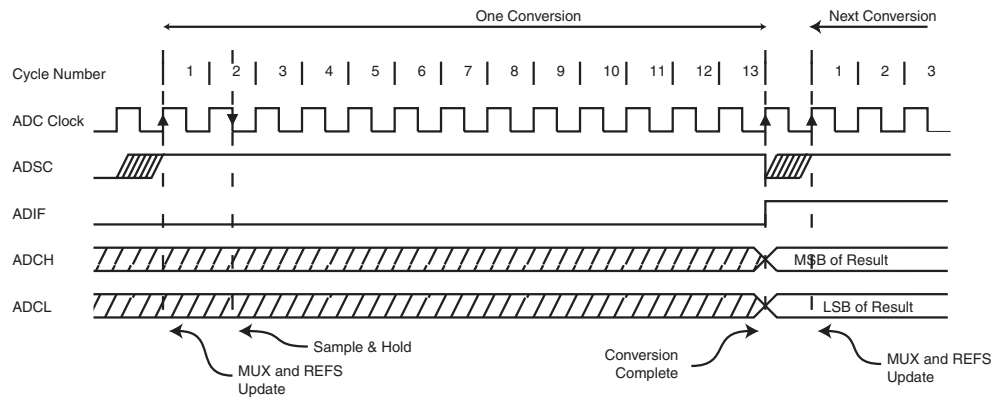 One Conversion
Next Conversion
Cycle Number 1 2 3 4 5 6 7 8 9 10 11 12 13 1 2 3
ADC Clock
ADSC
ADIF
ADCH MSB of Result
ADCL LSB of Result
Sample & Hold
MUX and REFS
Update
Conversion
Complete
MUX and REFS
Update